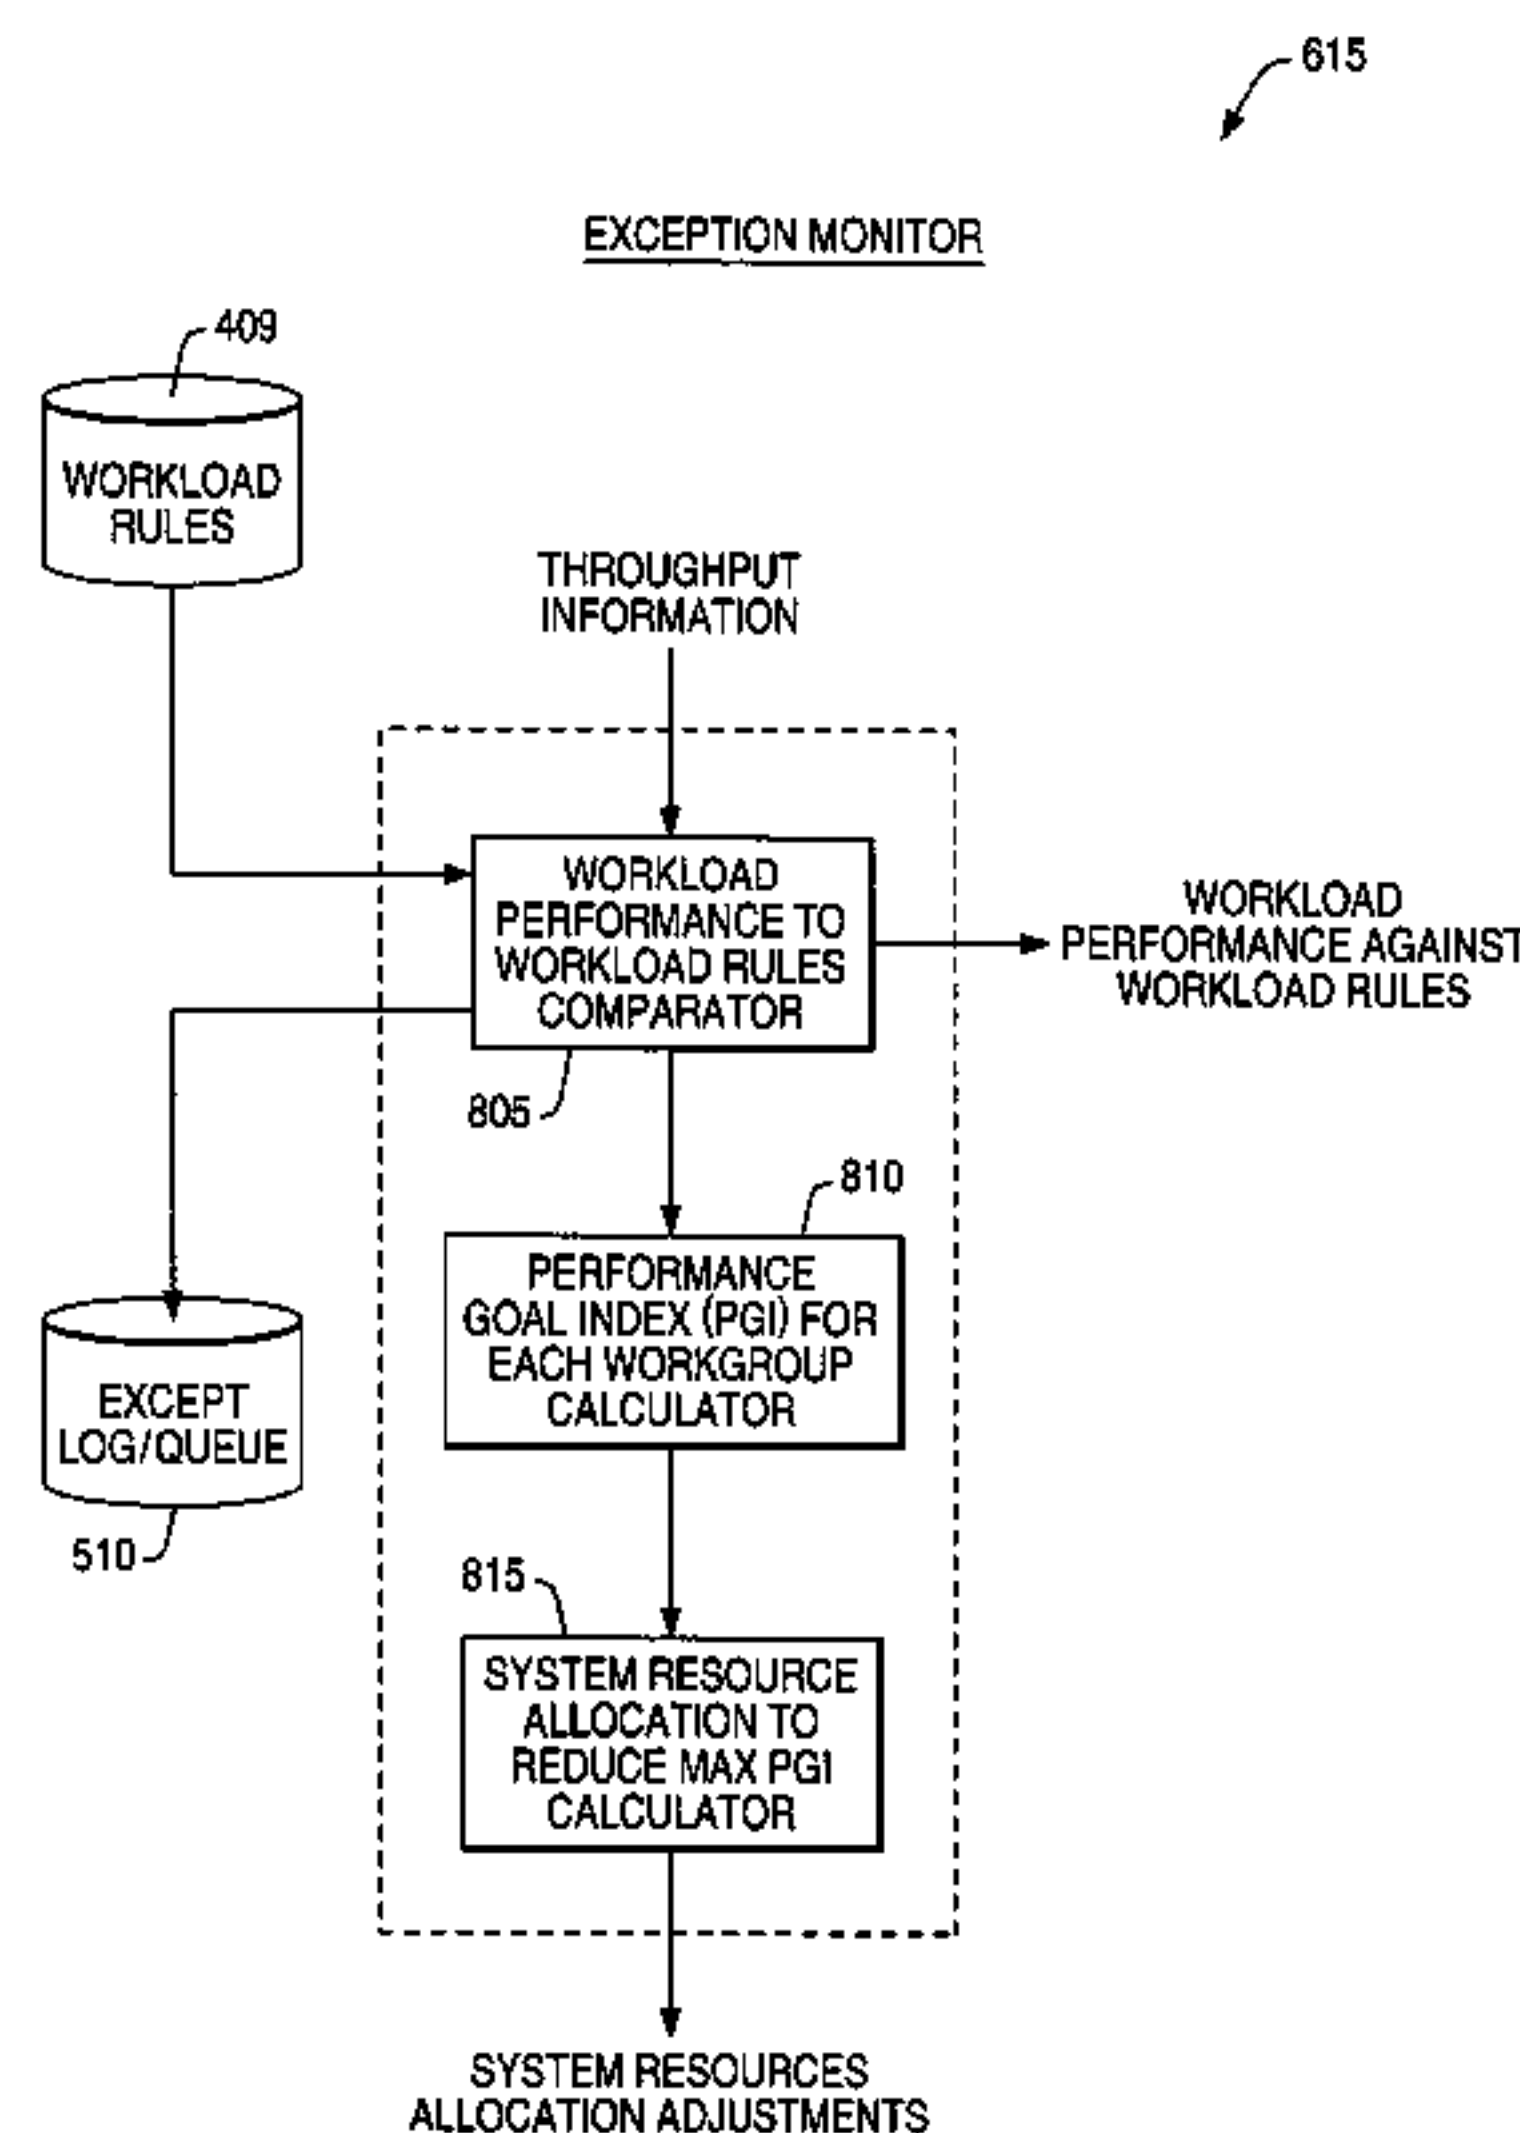 615
EXCEPTION MONITOR
409
WORKLOAD
RULES
THROUGHPUT
INFORMATION
WORKLOAD
PERFORMANCE TO
WORKLOAD RULES
COMPARATOR
WORKLOAD
PERFORMANCE AGAINST
WORKLOAD RULES
805
810
PERFORMANCE
GOAL INDEX (PGI) FOR
EACH WORKGROUP
CALCULATOR
EXCEPT
LOG/QUEUE
510
815
SYSTEM RESOURCE
ALLOCATION TO
REDUCE MAX PGI
CALCULATOR
SYSTEM RESOURCES
ALLOCATION ADJUSTMENTS